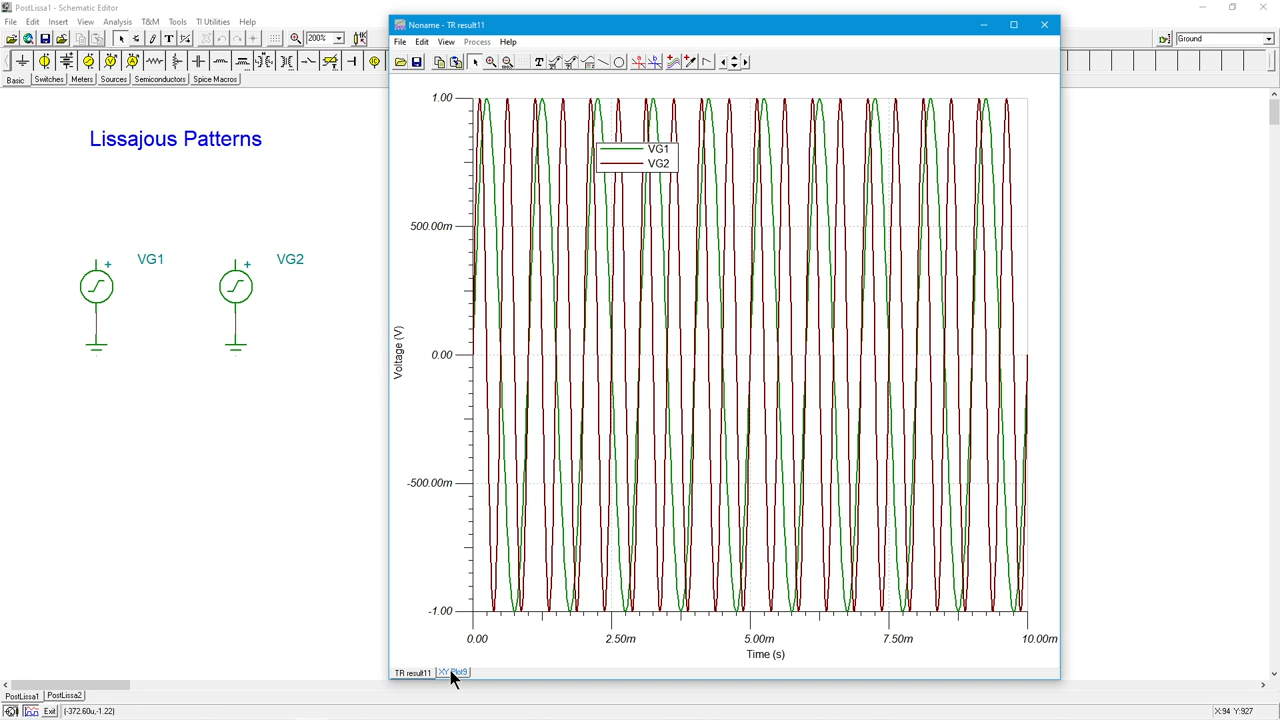 PostLissa1 - Schematic Editor
File Edit Insert View Analysis T&M Tools TI Utilities Help
200%
Ground
Basic Switches Meters Sources Semiconductors Spice Macros
Lissajous Patterns
VG1
VG2
Noname - TR result11
File Edit View Process Help
1.00
VG1
VG2
500.00m
Voltage (V)
0.00
-500.00m
-1.00
0.00 2.50m 5.00m 7.50m 10.00m
Time (s)
TR result11 XY Plot9
PostLissa1 PostLissa2
Exit (-372.60u,-1.22) X:94 Y:927